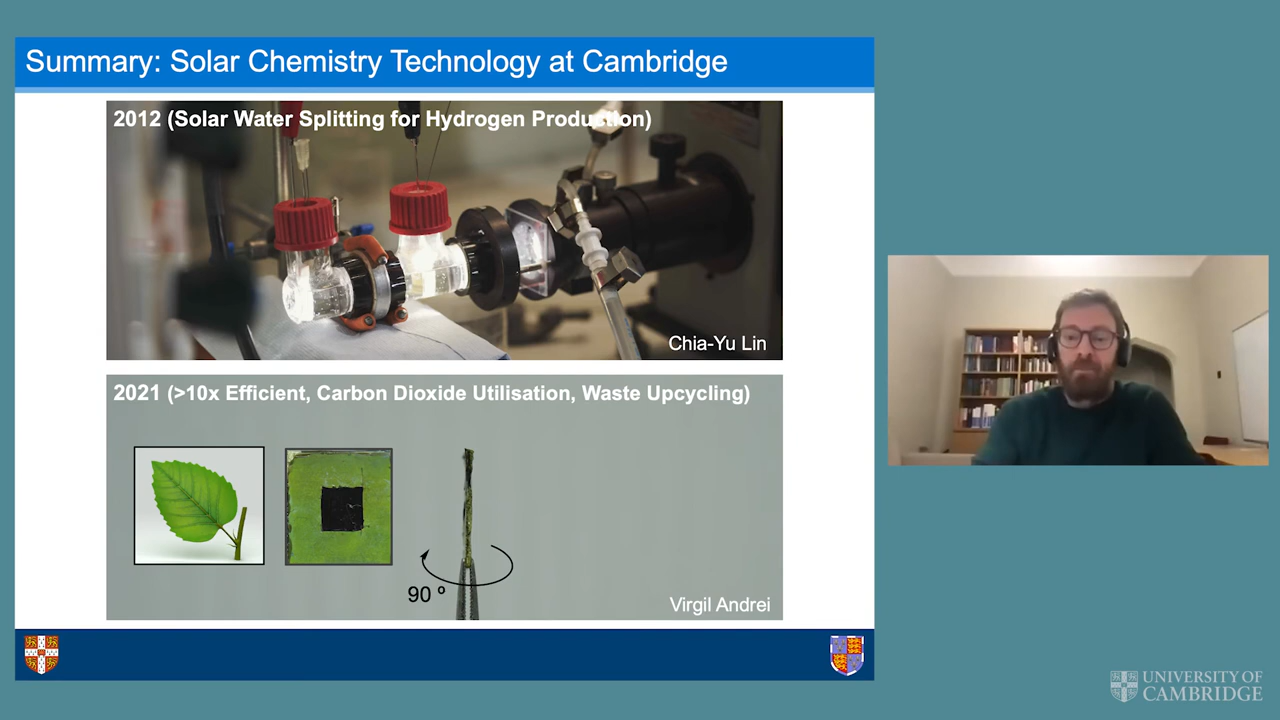 Summary: Solar Chemistry Technology at Cambridge
2012 (Solar Water Splitting for Hydrogen Production)
Chia-Yu Lin
2021 (>10x Efficient, Carbon Dioxide Utilisation, Waste Upcycling)
90 º
Virgil Andrei
UNIVERSITY OF
CAMBRIDGE